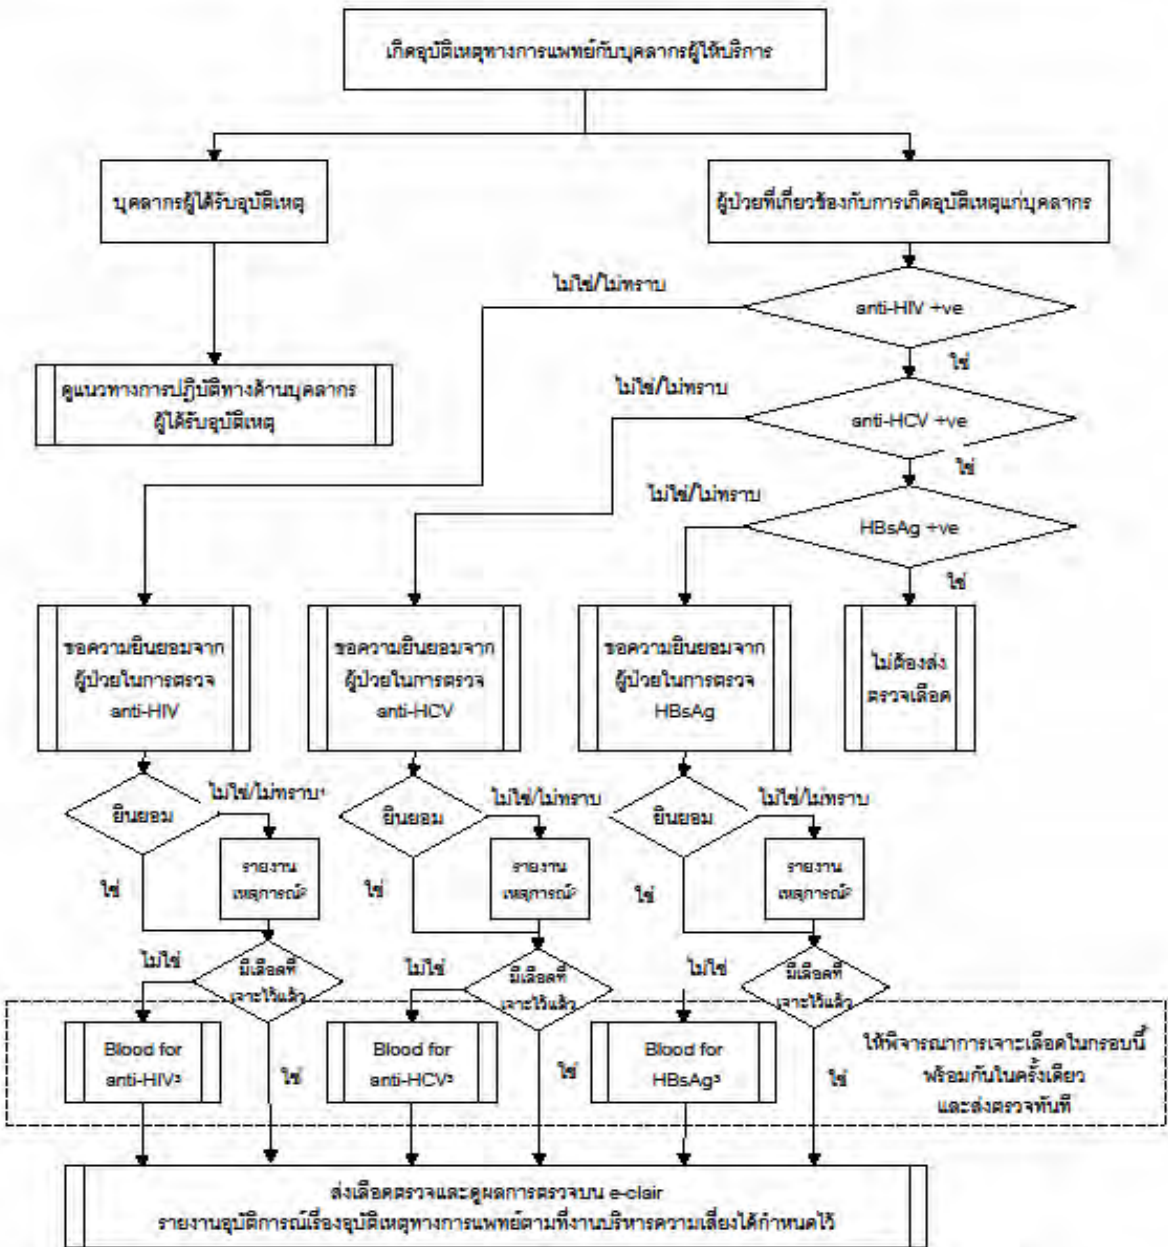 เกิดอุบัติเหตุทางการแพทย์กับบุคลากรผู้ให้บริการ
บุคลากรผู้ได้รับอุบัติเหตุ
ผู้ป่วยที่เกี่ยวข้องกับการเกิดอุบัติเหตุแก่บุคลากร
ไม่ใช่/ไม่ทราบ
anti-HIV +ve
ใช่
ดูแนวทางการปฏิบัติทางด้านบุคลากร
ผู้ได้รับอุบัติเหตุ
ไม่ใช่/ไม่ทราบ
anti-HCV +ve
ใช่
ไม่ใช่/ไม่ทราบ
HBsAg +ve
ใช่
ขอความยินยอมจาก
ผู้ป่วยในการตรวจ
anti-HIV
ขอความยินยอมจาก
ผู้ป่วยในการตรวจ
anti-HCV
ขอความยินยอมจาก
ผู้ป่วยในการตรวจ
HBsAg
ไม่ต้องส่ง
ตรวจเลือด
ยินยอม
ไม่ใช่/ไม่ทราบ¹
ยินยอม
ไม่ใช่/ไม่ทราบ
ยินยอม
ไม่ใช่/ไม่ทราบ
ใช่
รายงาน
เหตุการณ์²
ใช่
รายงาน
เหตุการณ์²
ใช่
รายงาน
เหตุการณ์²
ไม่ใช่
มีเลือดที่
เจาะไว้แล้ว
ไม่ใช่
มีเลือดที่
เจาะไว้แล้ว
ไม่ใช่
มีเลือดที่
เจาะไว้แล้ว
Blood for
anti-HIV³
ใช่
Blood for
anti-HCV³
ใช่
Blood for
HBsAg³
ใช่
ให้พิจารณาการเจาะเลือดในกรอบนี้
พร้อมกันในครั้งเดียว
และส่งตรวจทันที
ส่งเลือดตรวจและดูผลการตรวจบน e-clair
รายงานอุบัติการณ์เรื่องอุบัติเหตุทางการแพทย์ตามที่งานบริหารความเสี่ยงได้กำหนดไว้